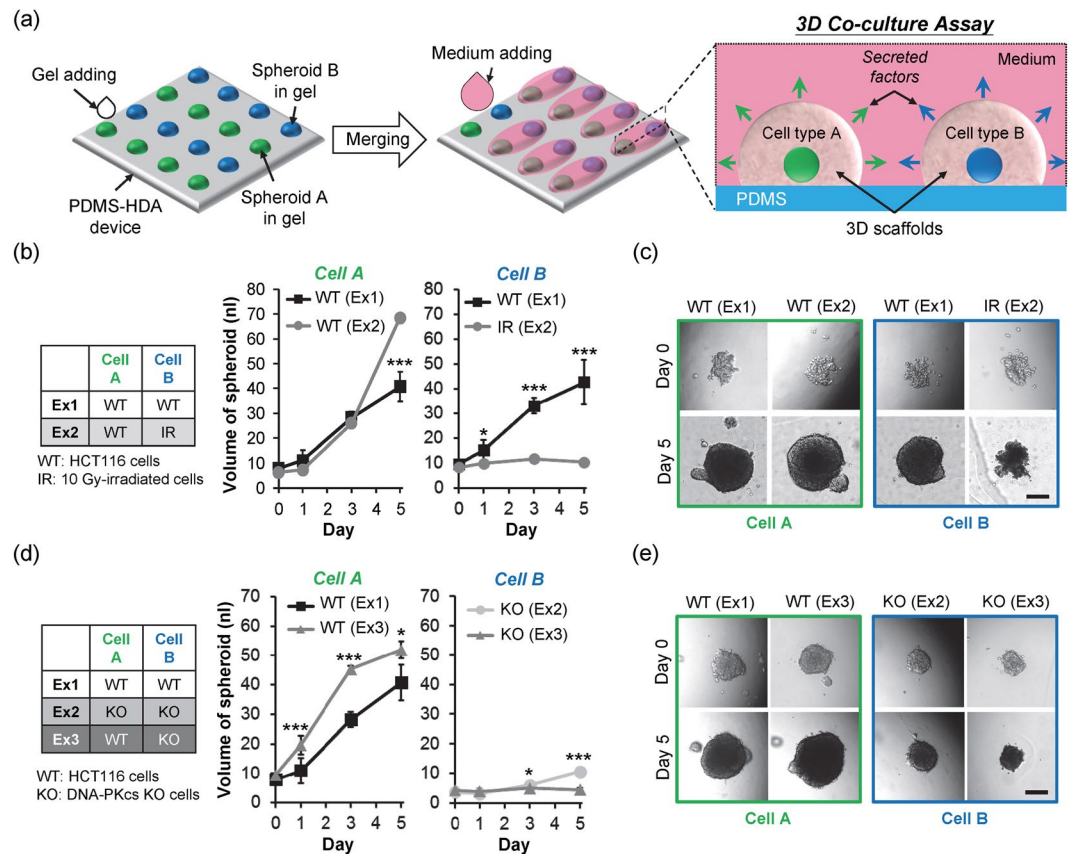 (a)
Gel adding
Spheroid B
in gel
PDMS-HDA
device
Spheroid A
in gel
Merging
Medium adding
3D Co-culture Assay
Secreted
factors
Medium
Cell type A
Cell type B
PDMS
3D scaffolds
(b)
Cell
A
Cell
B
Ex1 WT WT
Ex2 WT IR
WT: HCT116 cells
IR: 10 Gy-irradiated cells
Cell A
Volume of spheroid (nl)
80
70
60
50
40
30
20
10
0
WT (Ex1)
WT (Ex2)
***
0 1 2 3 4 5
Day
Cell B
80
70
60
50
40
30
20
10
0
WT (Ex1)
IR (Ex2)
*
***
***
0 1 2 3 4 5
Day
(c)
WT (Ex1) WT (Ex2) WT (Ex1) IR (Ex2)
Day 0
Day 5
Cell A
Cell B
(d)
Cell
A
Cell
B
Ex1 WT WT
Ex2 KO KO
Ex3 WT KO
WT: HCT116 cells
KO: DNA-PKcs KO cells
Cell A
Volume of spheroid (nl)
70
60
50
40
30
20
10
0
WT (Ex1)
WT (Ex3)
***
***
*
0 1 2 3 4 5
Day
Cell B
70
60
50
40
30
20
10
0
KO (Ex2)
KO (Ex3)
*
***
0 1 2 3 4 5
Day
(e)
WT (Ex1) WT (Ex3) KO (Ex2) KO (Ex3)
Day 0
Day 5
Cell A
Cell B